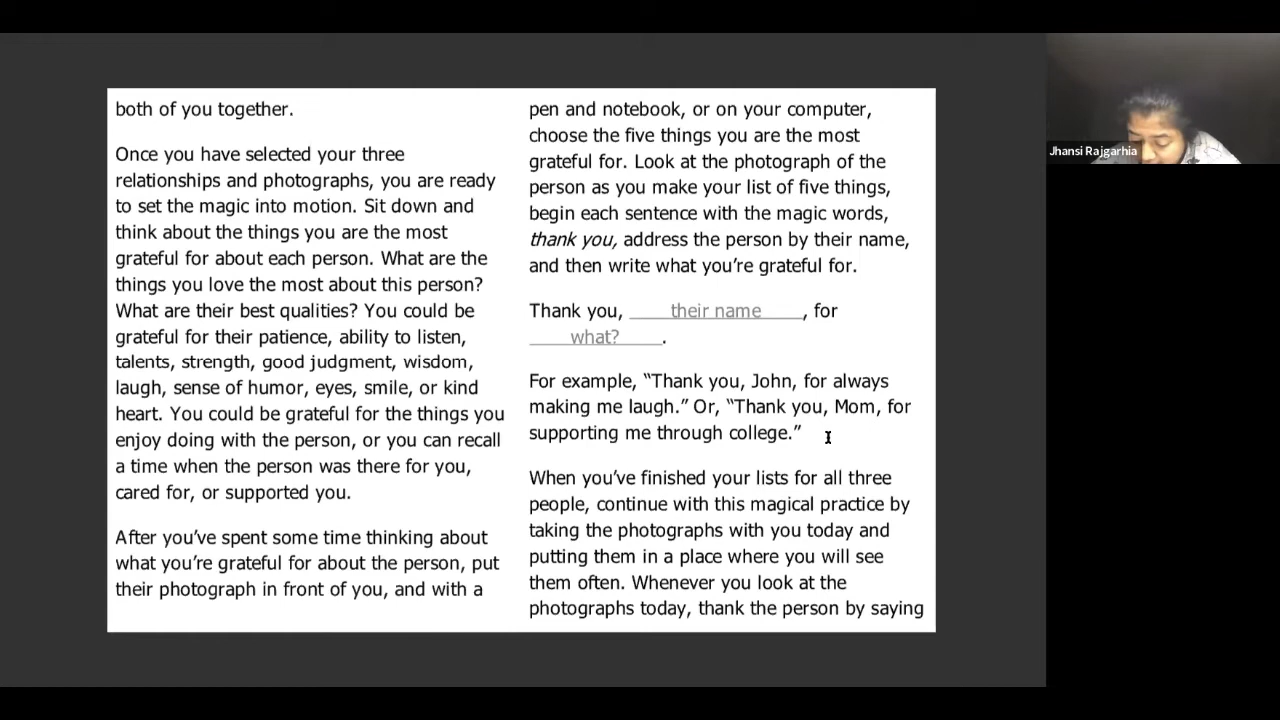 both of you together.
Once you have selected your three
relationships and photographs, you are ready
to set the magic into motion. Sit down and
think about the things you are the most
grateful for about each person. What are the
things you love the most about this person?
What are their best qualities? You could be
grateful for their patience, ability to listen,
talents, strength, good judgment, wisdom,
laugh, sense of humor, eyes, smile, or kind
heart. You could be grateful for the things you
enjoy doing with the person, or you can recall
a time when the person was there for you,
cared for, or supported you.
After you’ve spent some time thinking about
what you’re grateful for about the person, put
their photograph in front of you, and with a
pen and notebook, or on your computer,
choose the five things you are the most
grateful for. Look at the photograph of the
person as you make your list of five things,
begin each sentence with the magic words,
thank you, address the person by their name,
and then write what you’re grateful for.
Thank you, ____their name____, for
____what?____.
For example, “Thank you, John, for always
making me laugh.” Or, “Thank you, Mom, for
supporting me through college.”
When you’ve finished your lists for all three
people, continue with this magical practice by
taking the photographs with you today and
putting them in a place where you will see
them often. Whenever you look at the
photographs today, thank the person by saying
Jhansi Rajgarhia